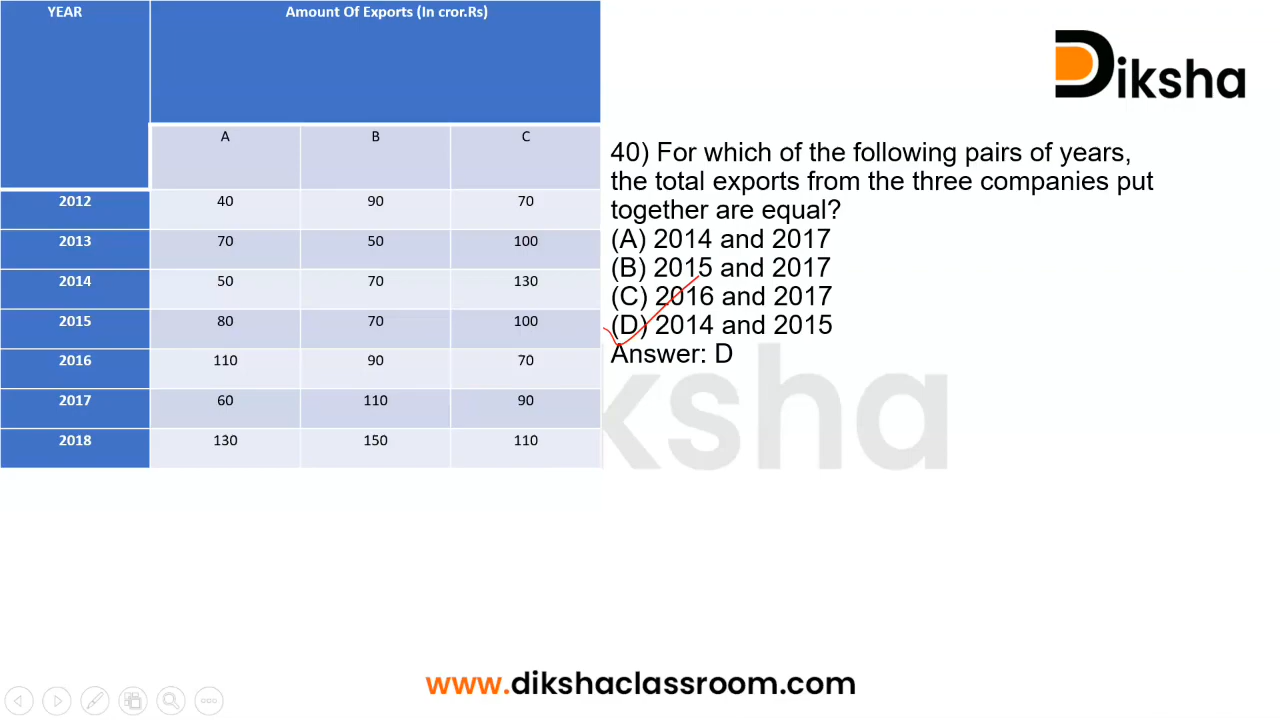 YEAR Amount Of Exports (In cror.Rs)
A B C
2012 40 90 70
2013 70 50 100
2014 50 70 130
2015 80 70 100
2016 110 90 70
2017 60 110 90
2018 130 150 110
Diksha
40) For which of the following pairs of years,
the total exports from the three companies put
together are equal?
(A) 2014 and 2017
(B) 2015 and 2017
(C) 2016 and 2017
(D) 2014 and 2015
Answer: D
ksha
www.dikshaclassroom.com